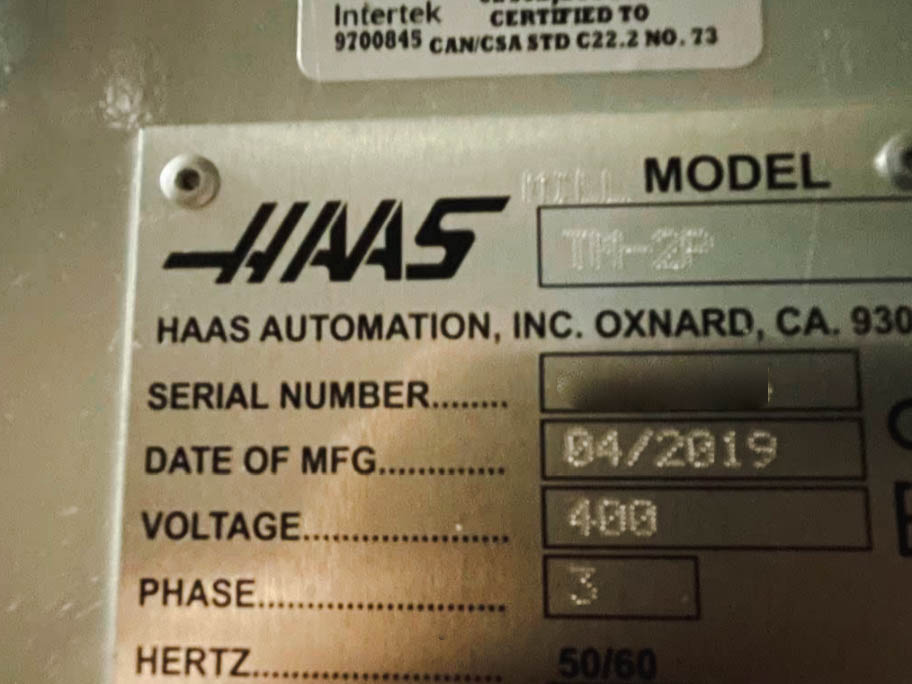 Intertek
9700845
CERTIFIED TO
CAN/CSA STD C22.2 NO. 73
HAAS
MILL MODEL
TM-2P
HAAS AUTOMATION, INC. OXNARD, CA. 930
SERIAL NUMBER........
DATE OF MFG............. 04/2019
VOLTAGE...................... 400
PHASE.......................... 3
HERTZ........................... 50/60